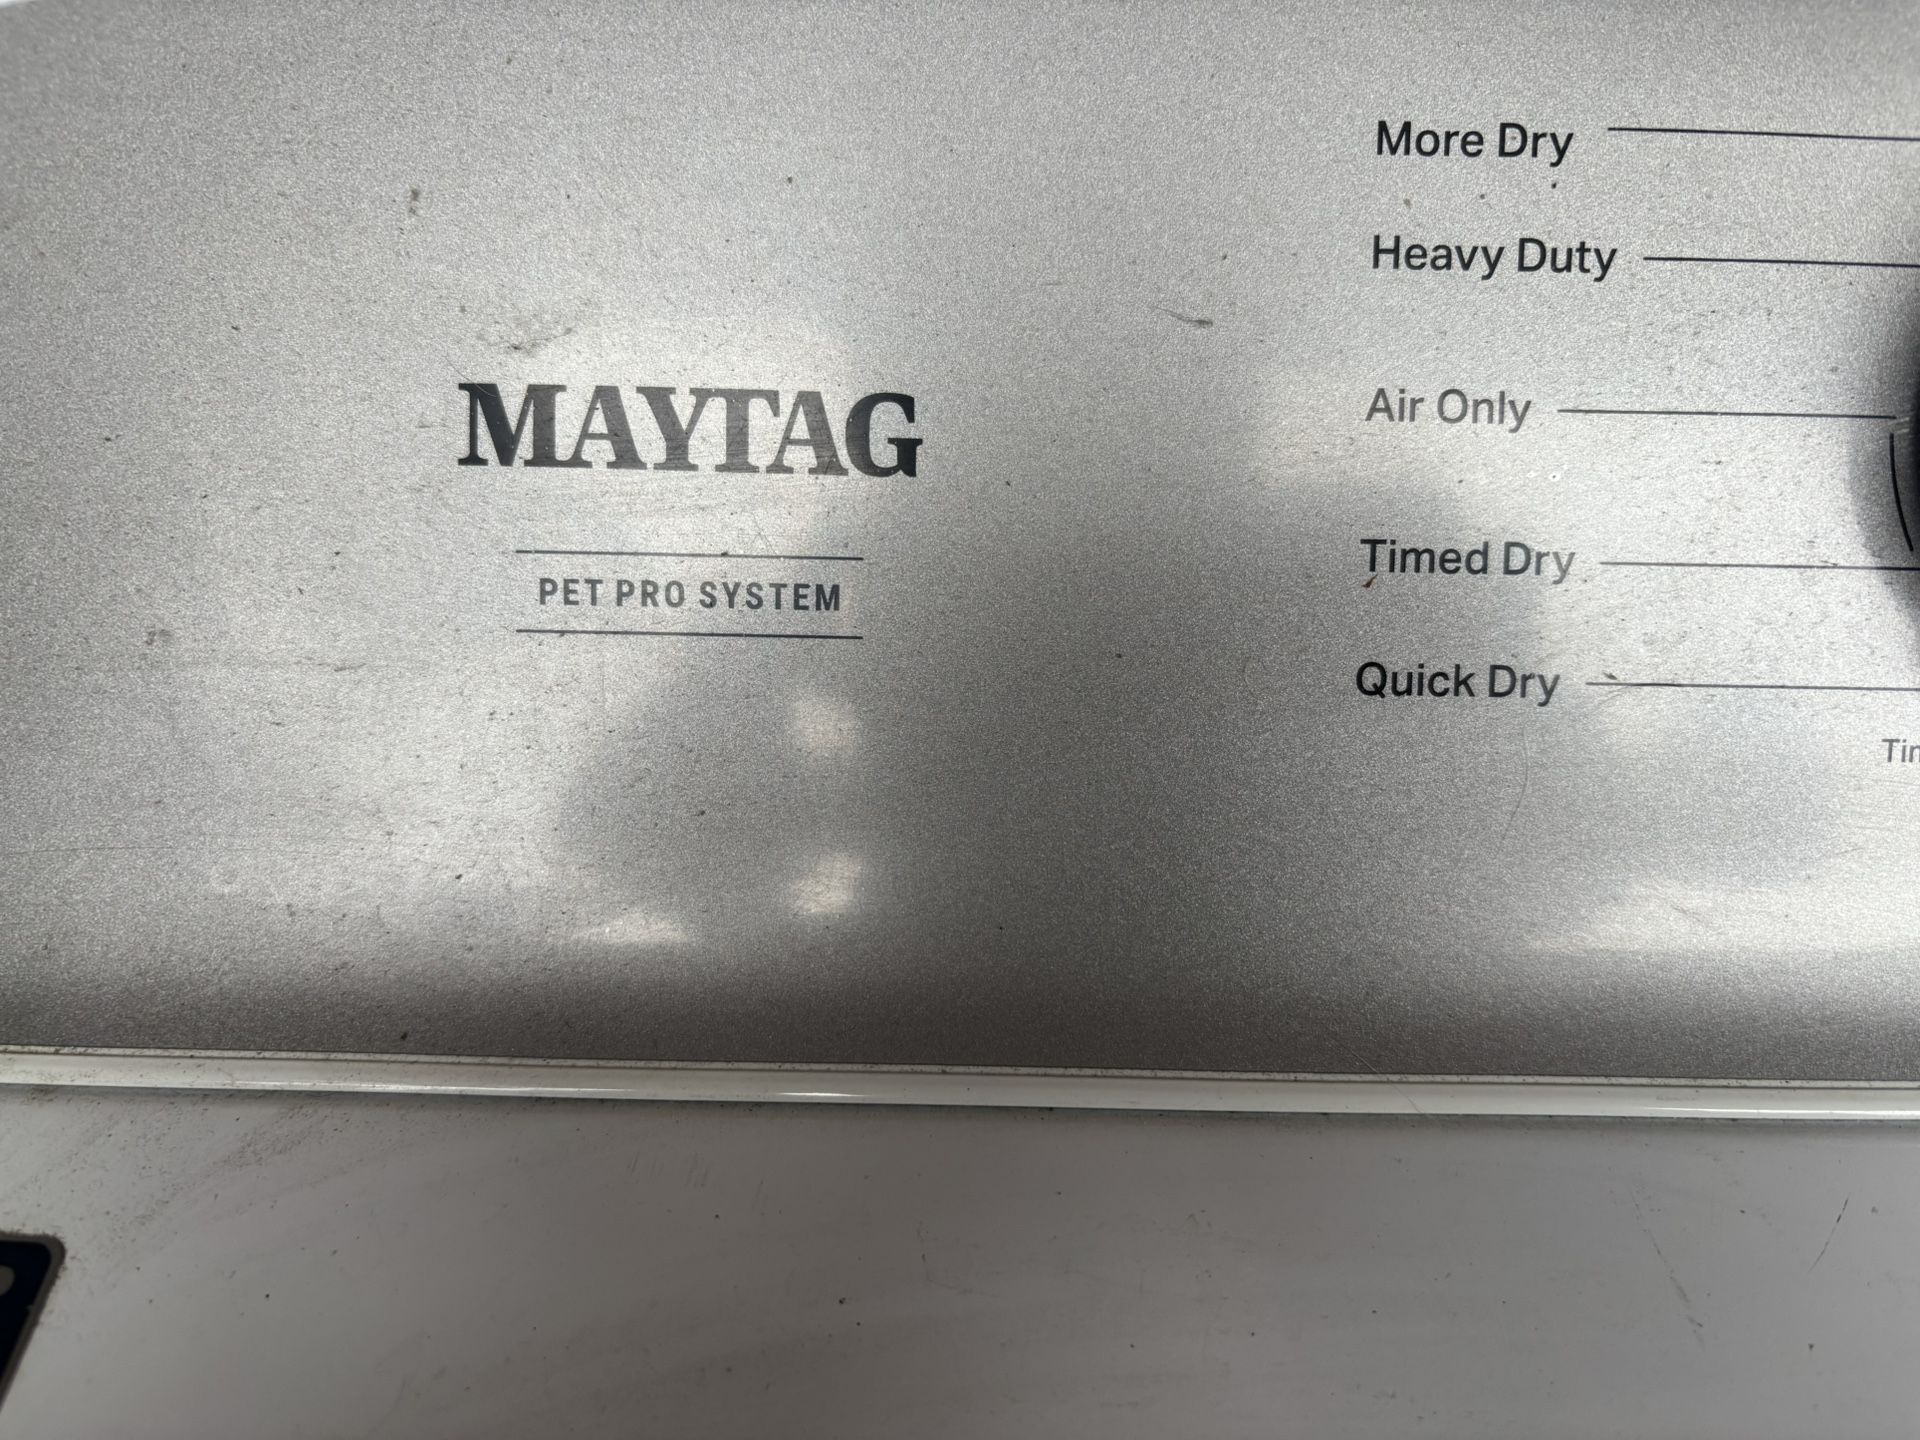 MAYTAG
PET PRO SYSTEM
More Dry
Heavy Duty
Air Only
Timed Dry
Quick Dry